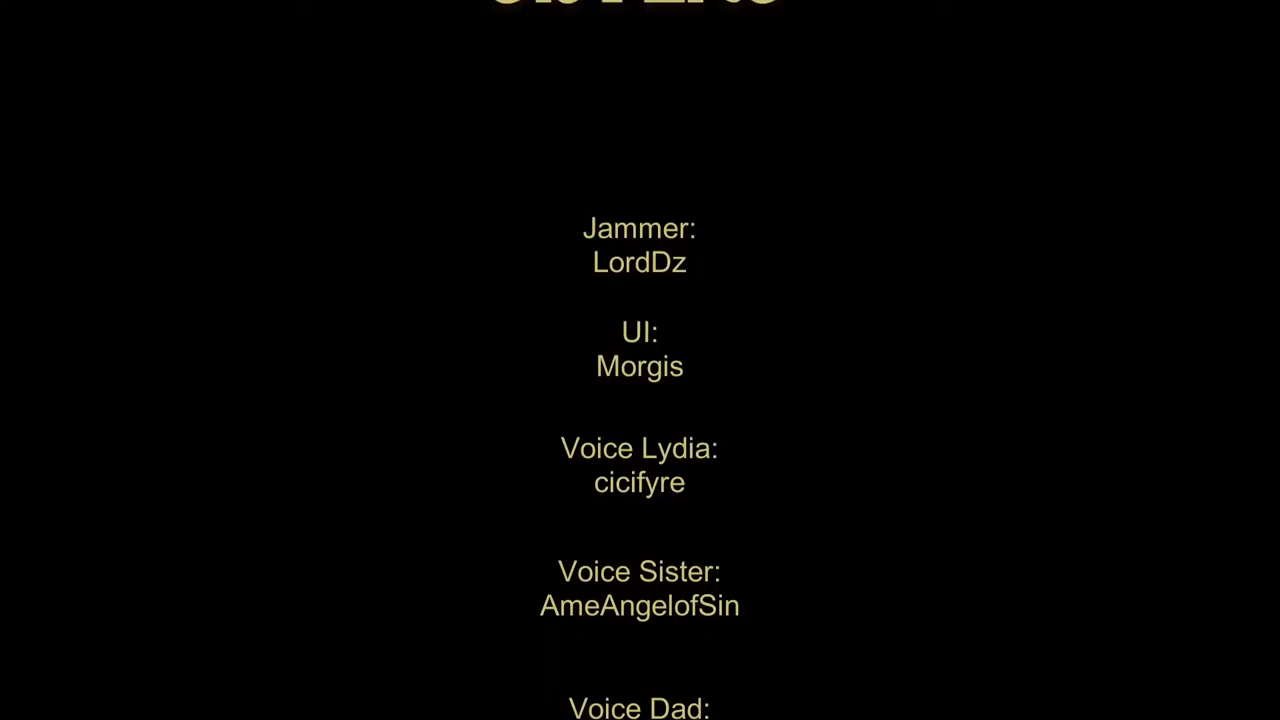 Jammer:
LordDz
UI:
Morgis
Voice Lydia:
cicifyre
Voice Sister:
AmeAngelofSin
Voice Dad: